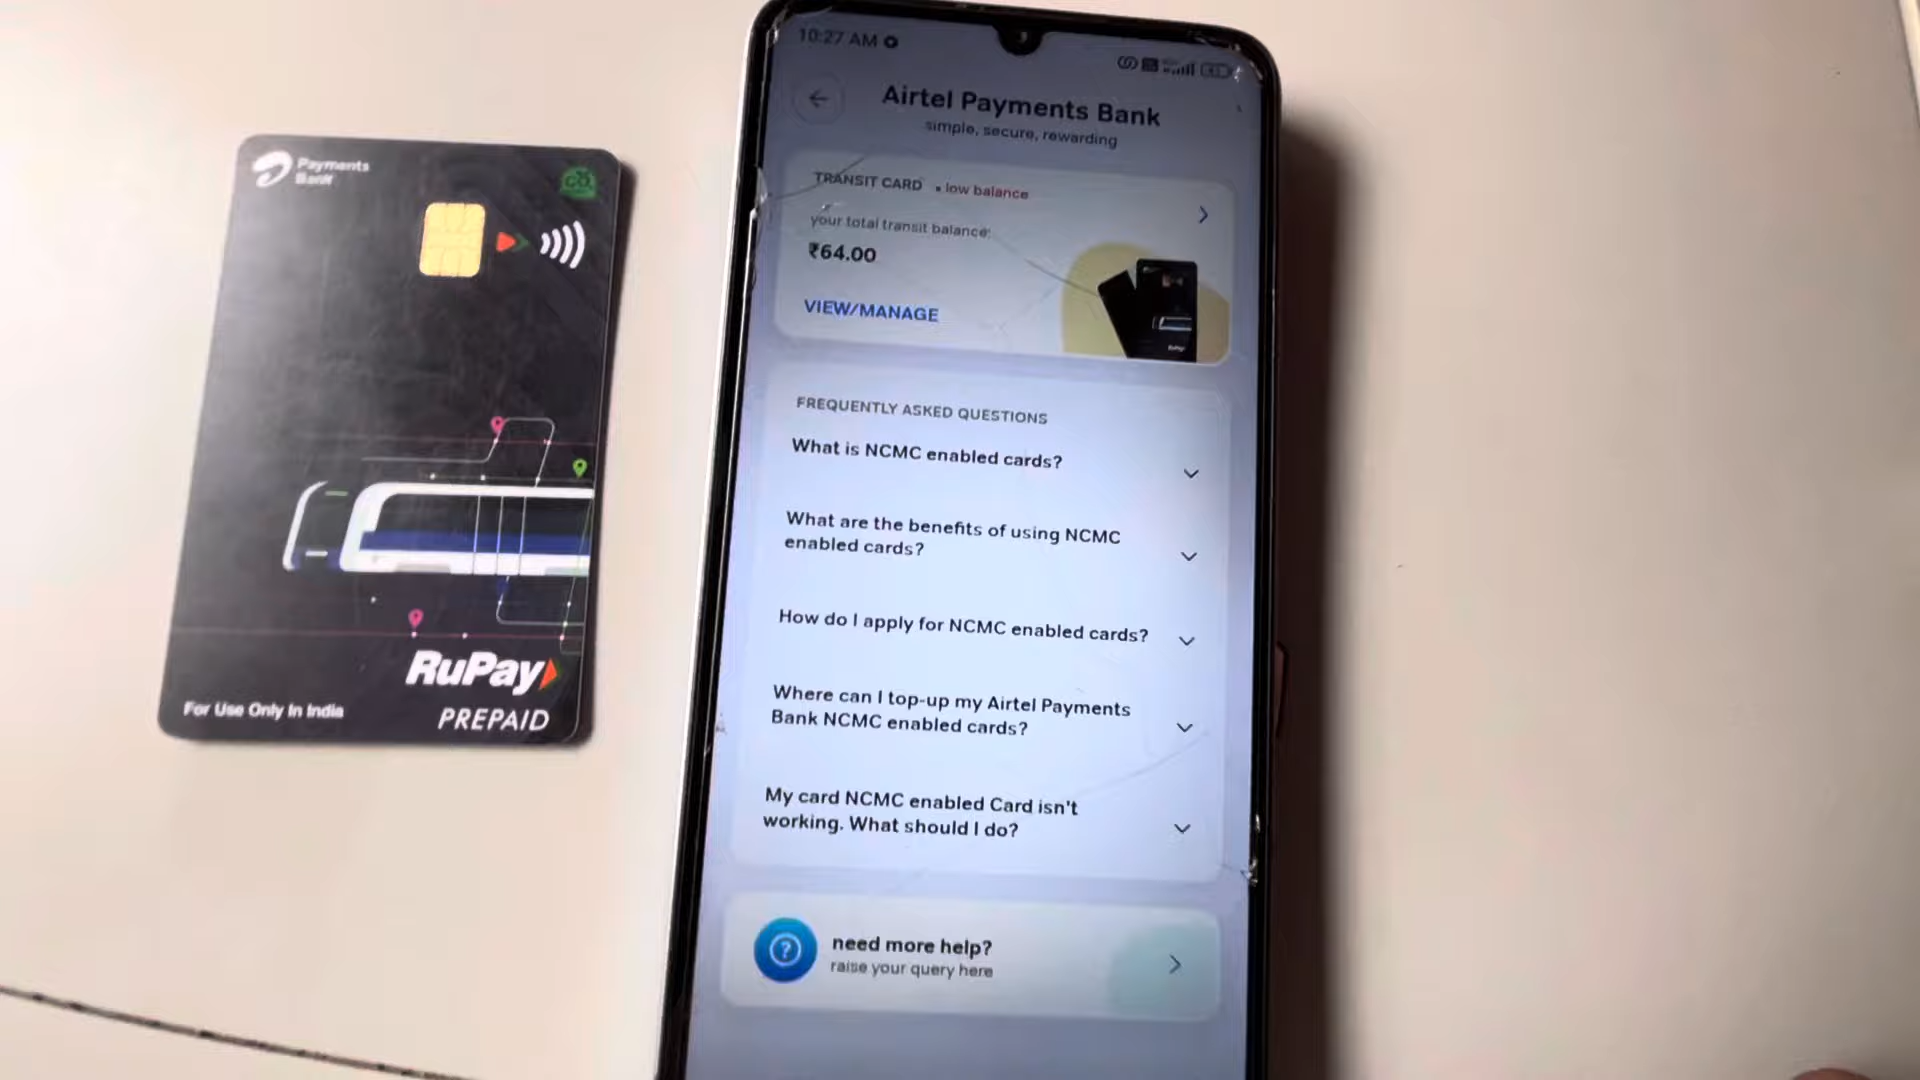 Payments
Bank
RuPay
PREPAID
For Use Only In India
10:27 AM
Airtel Payments Bank
simple, secure, rewarding
TRANSIT CARD • low balance
your total transit balance:
₹64.00
VIEW/MANAGE
FREQUENTLY ASKED QUESTIONS
What is NCMC enabled cards?
What are the benefits of using NCMC
enabled cards?
How do I apply for NCMC enabled cards?
Where can I top-up my Airtel Payments
Bank NCMC enabled cards?
My card NCMC enabled Card isn't
working. What should I do?
need more help?
raise your query here